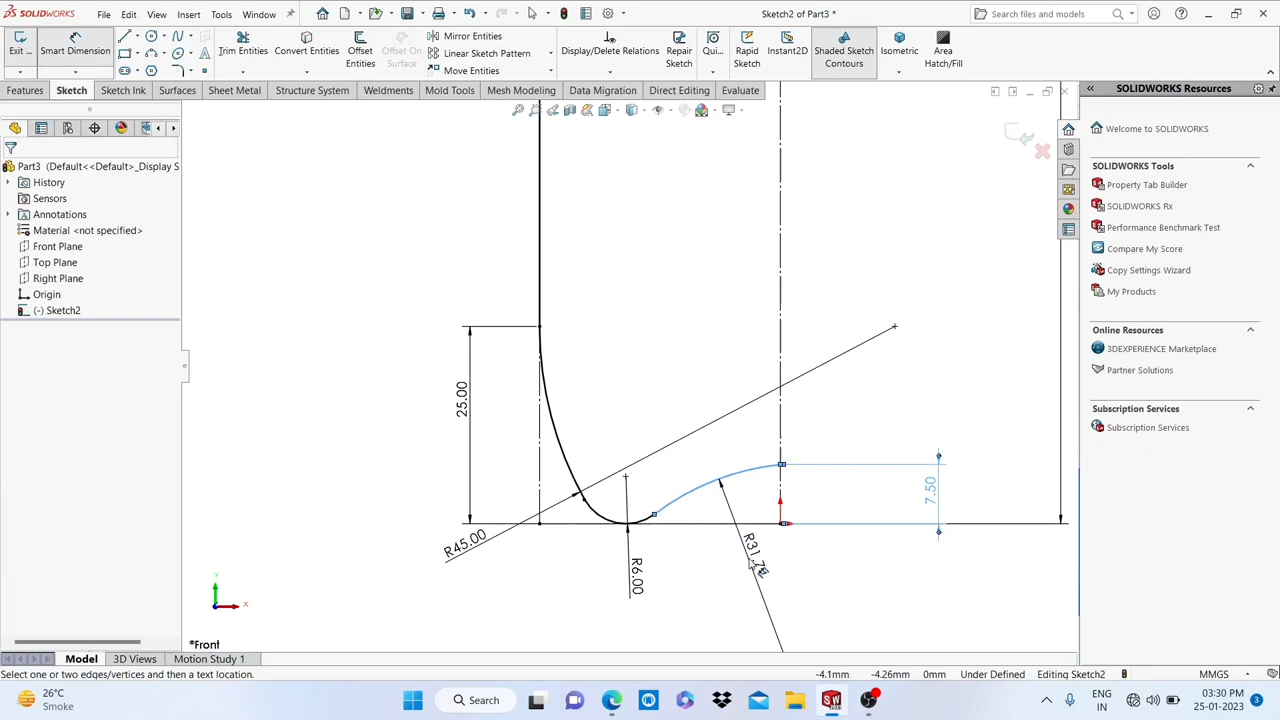 SOLIDWORKS File Edit View Insert Tools Window Sketch2 of Part3 * Search files and models
Exit ... Smart Dimension Trim Entities Convert Entities Offset Entities Offset On Surface Mirror Entities Linear Sketch Pattern Move Entities Display/Delete Relations Repair Sketch Qui... Rapid Sketch Instant2D Shaded Sketch Contours Isometric Area Hatch/Fill
Features Sketch Sketch Ink Surfaces Sheet Metal Structure System Weldments Mold Tools Mesh Modeling Data Migration Direct Editing Markup Evaluate
SOLIDWORKS Resources
Part3 (Default<<Default>_Display S
History
Sensors
Annotations
Material <not specified>
Front Plane
Top Plane
Right Plane
Origin
(-) Sketch2
Welcome to SOLIDWORKS
SOLIDWORKS Tools
Property Tab Builder
SOLIDWORKS Rx
Performance Benchmark Test
Compare My Score
Copy Settings Wizard
My Products
Online Resources
3DEXPERIENCE Marketplace
Partner Solutions
Subscription Services
Subscription Services
25.00
R45.00
R6.00
7.50
Y
X
*Front
Model 3D Views Motion Study 1
Select one or two edges/vertices and then a text location. -4.1mm -4.26mm 0mm Under Defined Editing Sketch2 MMGS
26°C
Smoke
Search
ENG
IN
03:30 PM
25-01-2023
3